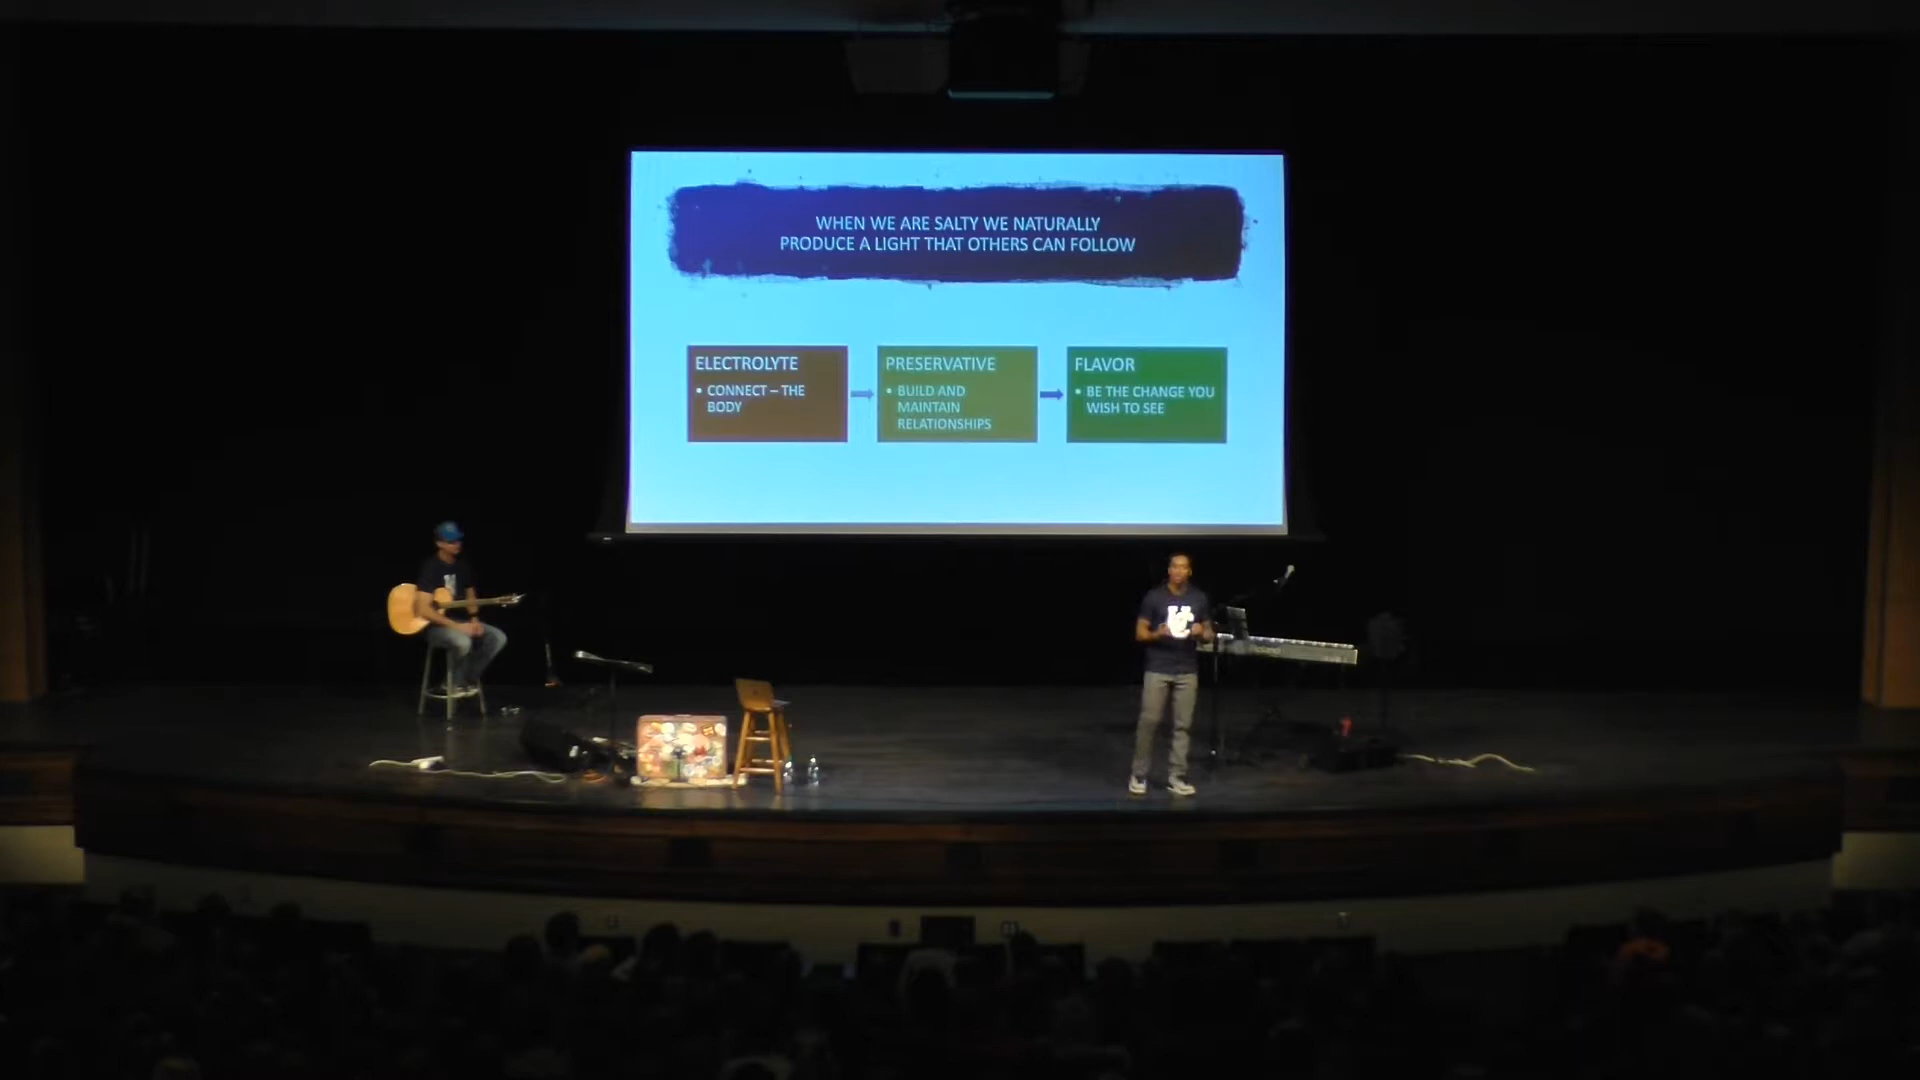 WHEN WE ARE SALTY WE NATURALLY
PRODUCE A LIGHT THAT OTHERS CAN FOLLOW
ELECTROLYTE
• CONNECT – THE
BODY
PRESERVATIVE
• BUILD AND
MAINTAIN
RELATIONSHIPS
FLAVOR
• BE THE CHANGE YOU
WISH TO SEE
Roland